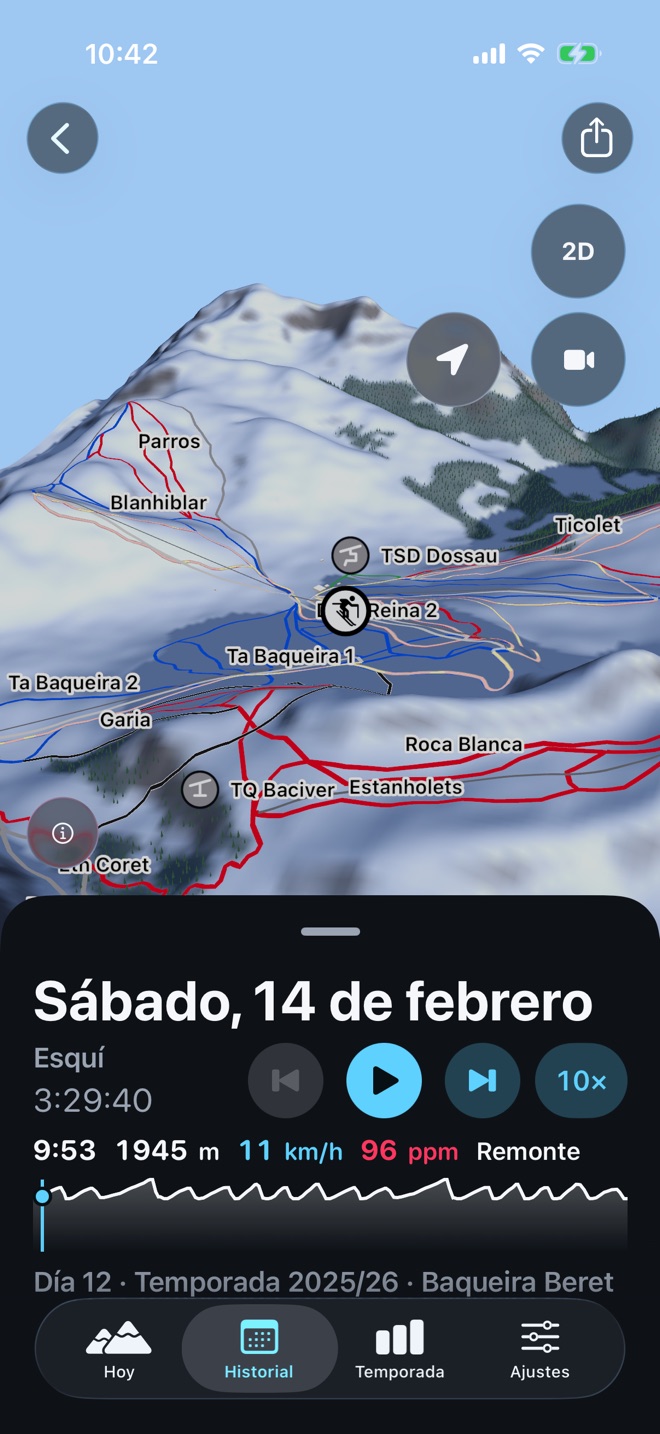 10:42
2D
Parros
Blanhiblar
Ticolet
TSD Dossau
Reina 2
Ta Baqueira 1
Ta Baqueira 2
Garia
Roca Blanca
TQ Baciver
Estanholets
Coret
Sábado, 14 de febrero
Esquí
3:29:40
10×
9:53 1945 m 11 km/h 96 ppm Remonte
Día 12 · Temporada 2025/26 · Baqueira Beret
Hoy
Historial
Temporada
Ajustes